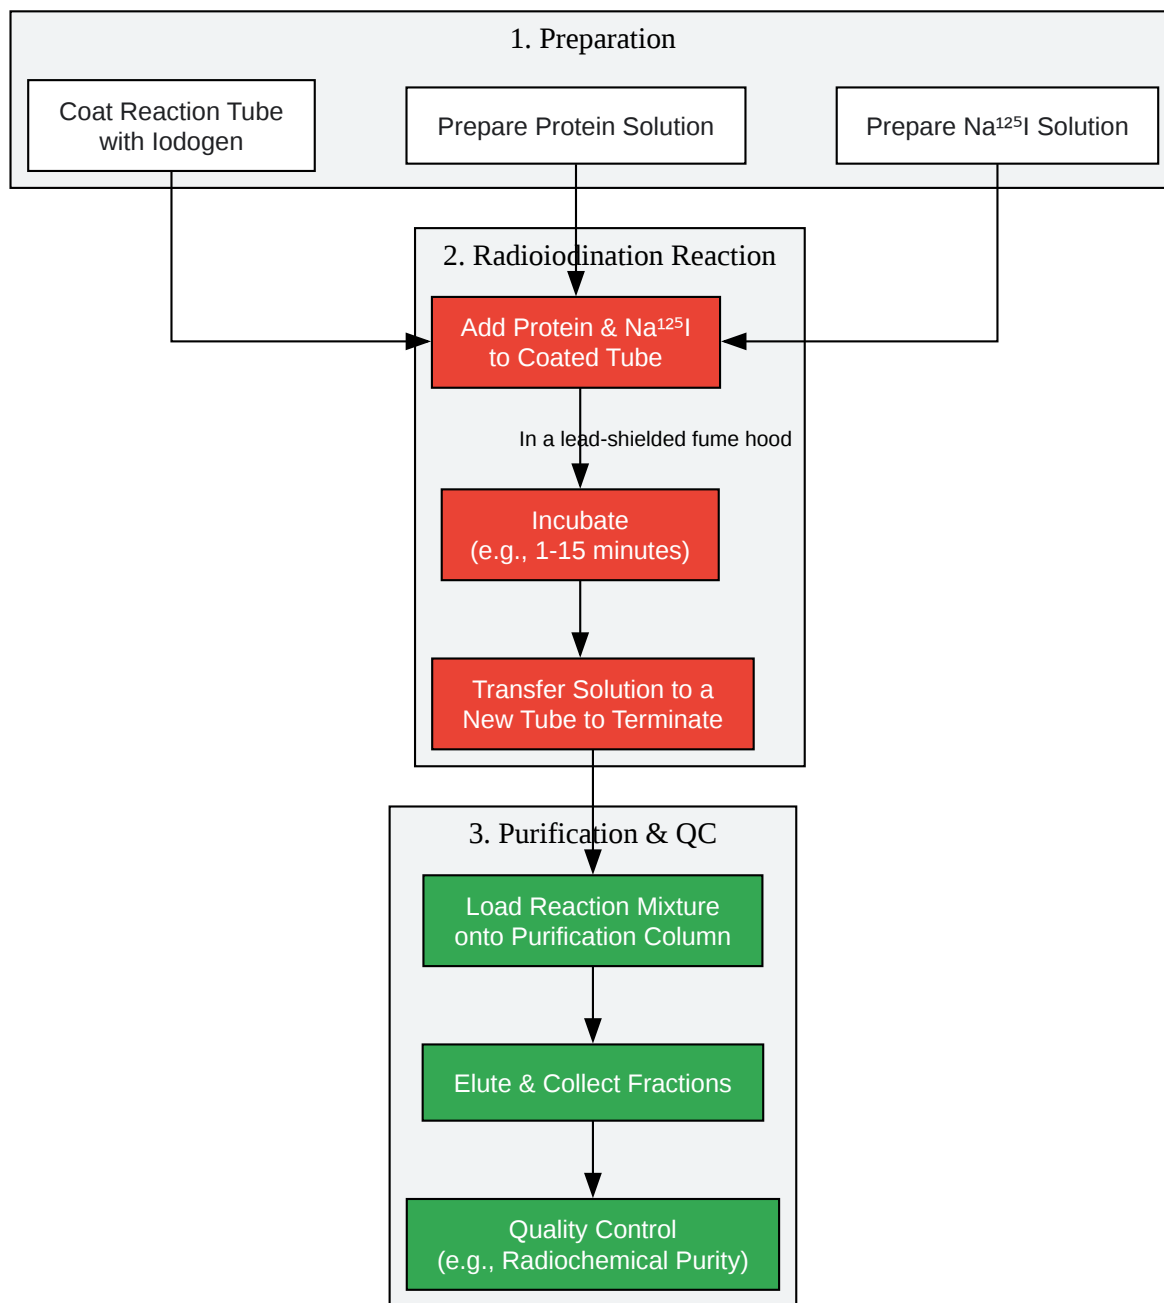 1. Preparation
Coat Reaction Tube
with Iodogen
Prepare Protein Solution
Prepare Na¹²⁵I Solution
2. Radioiodination Reaction
Add Protein & Na¹²⁵I
to Coated Tube
In a lead-shielded fume hood
Incubate
(e.g., 1-15 minutes)
Transfer Solution to a
New Tube to Terminate
3. Purification & QC
Load Reaction Mixture
onto Purification Column
Elute & Collect Fractions
Quality Control
(e.g., Radiochemical Purity)